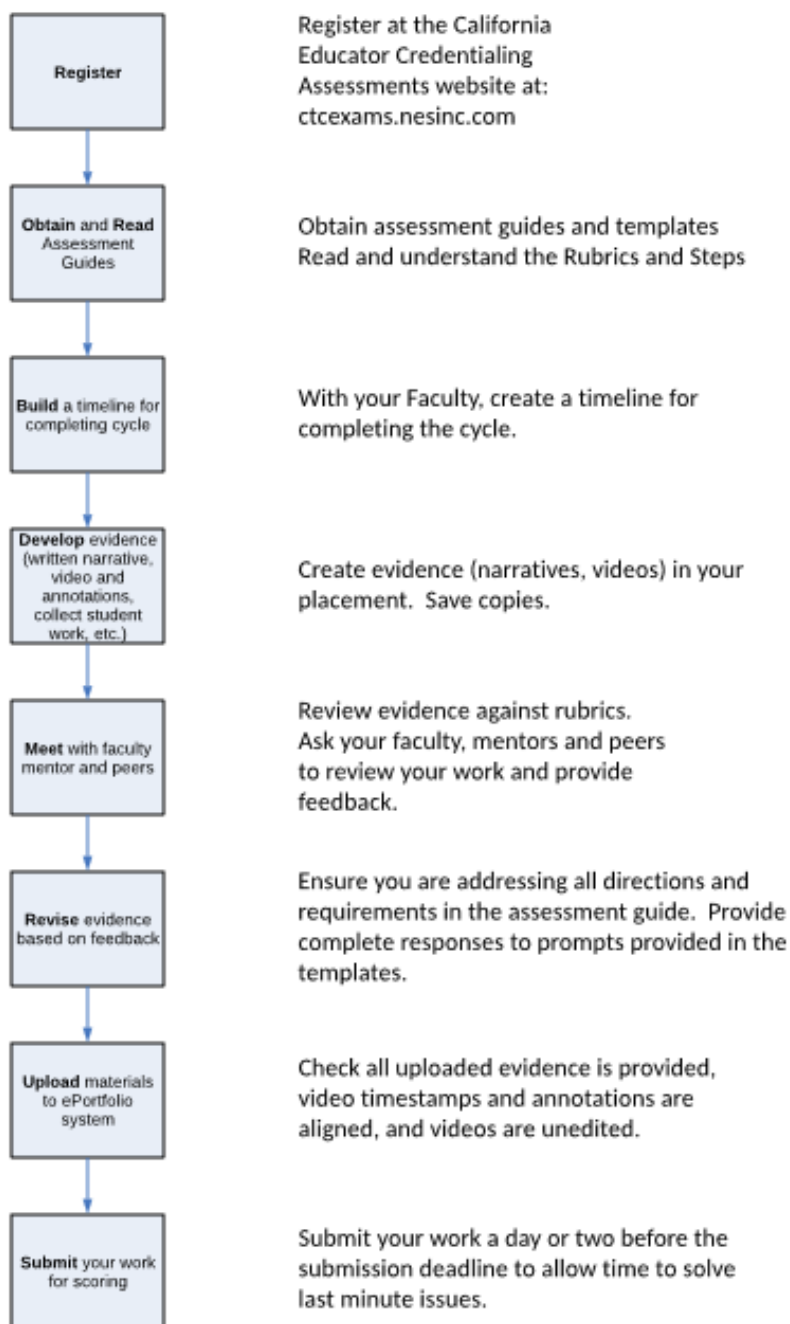 Register
Register at the California
Educator Credentialing
Assessments website at:
ctcexams.nesinc.com
Obtain and Read
Assessment
Guides
Obtain assessment guides and templates
Read and understand the Rubrics and Steps
Build a timeline for
completing cycle
With your Faculty, create a timeline for
completing the cycle.
Develop evidence
(written narrative,
video and
annotations,
collect student
work, etc.)
Create evidence (narratives, videos) in your
placement.  Save copies.
Meet with faculty
mentor and peers
Review evidence against rubrics.
Ask your faculty, mentors and peers
to review your work and provide
feedback.
Revise evidence
based on feedback
Ensure you are addressing all directions and
requirements in the assessment guide.  Provide
complete responses to prompts provided in the
templates.
Upload materials
to ePortfolio
system
Check all uploaded evidence is provided,
video timestamps and annotations are
aligned, and videos are unedited.
Submit your work
for scoring
Submit your work a day or two before the
submission deadline to allow time to solve
last minute issues.